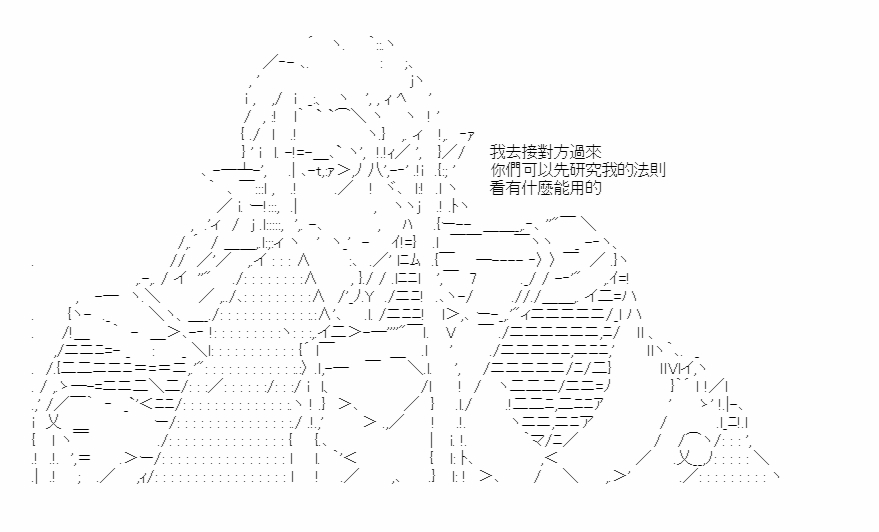 我去接對方過來
你們可以先研究我的法則
看有什麼能用的